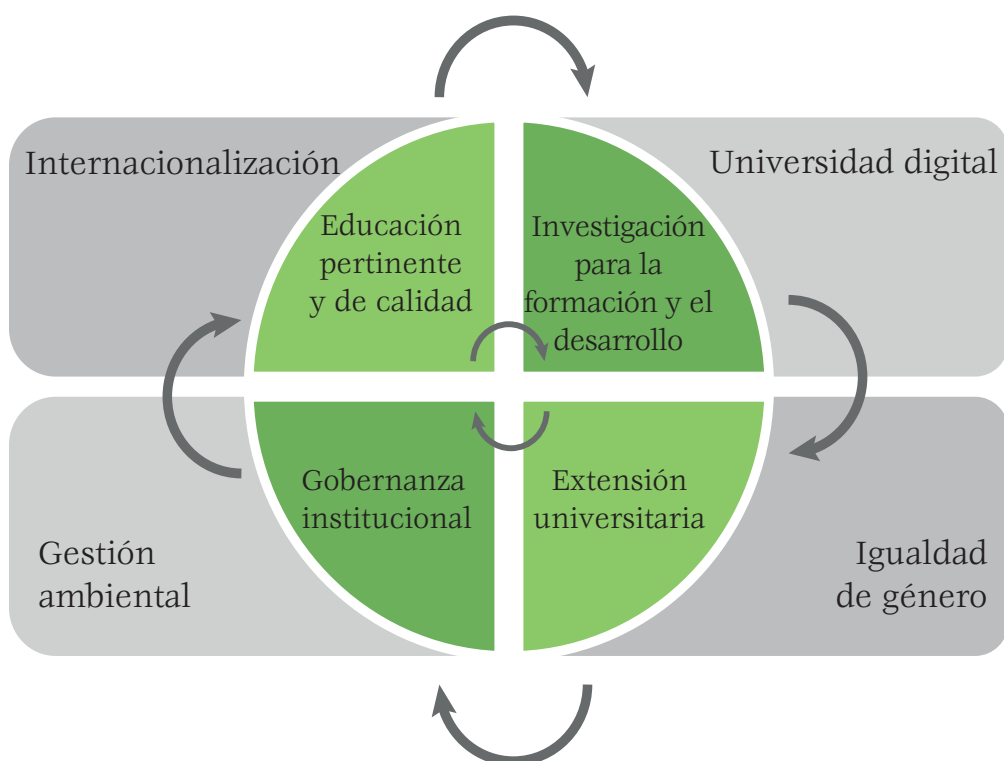 Internacionalización
Universidad digital
Educación
pertinente
y de calidad
Investigación
para la
formación y el
desarrollo
Gobernanza
institucional
Extensión
universitaria
Gestión
ambiental
Igualdad
de género